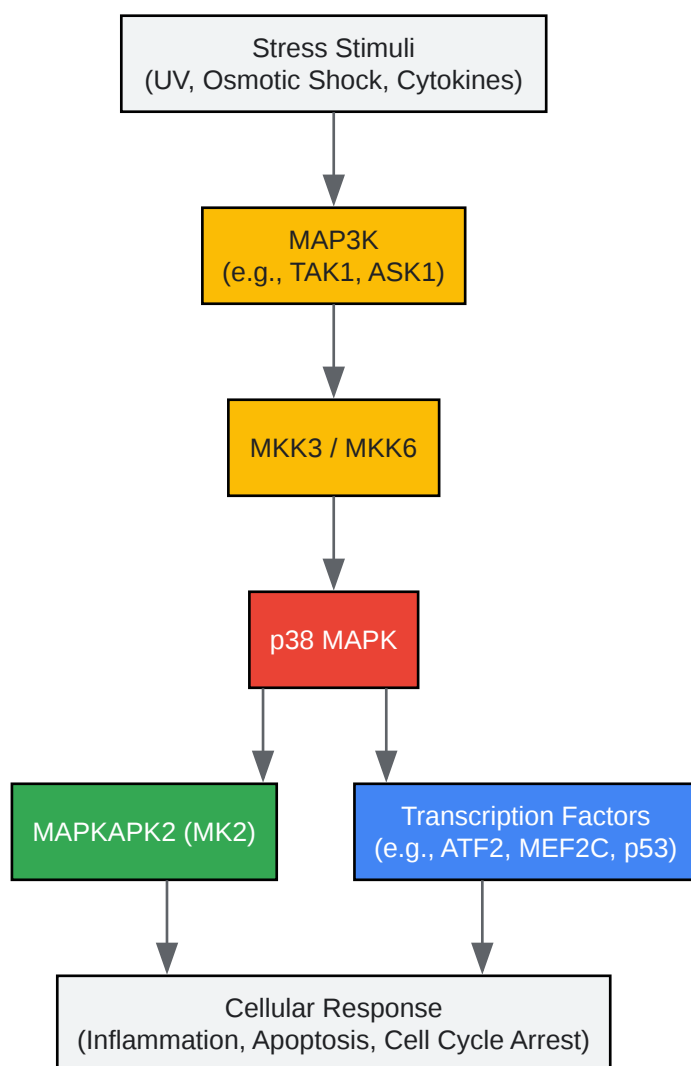 Stress Stimuli
(UV, Osmotic Shock, Cytokines)
MAP3K
(e.g., TAK1, ASK1)
MKK3 / MKK6
p38 MAPK
MAPKAPK2 (MK2)
Transcription Factors
(e.g., ATF2, MEF2C, p53)
Cellular Response
(Inflammation, Apoptosis, Cell Cycle Arrest)